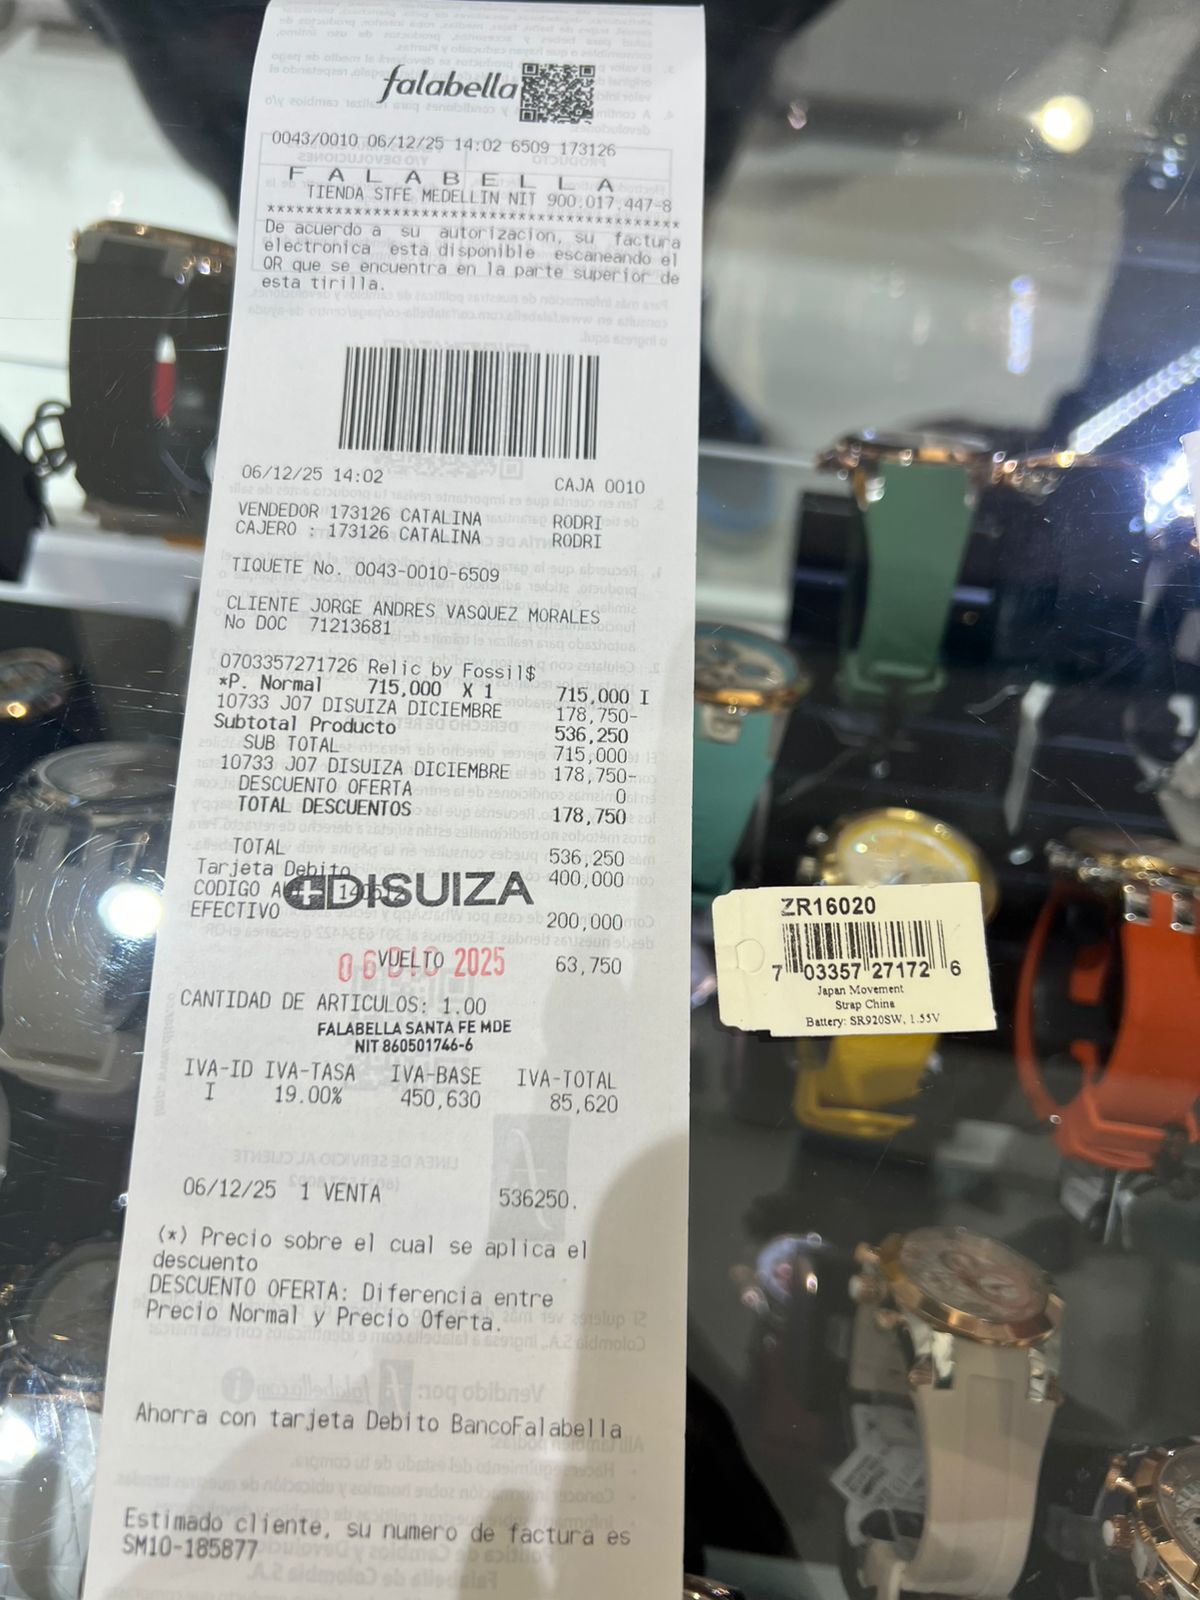 falabella
0043/0010 06/12/25 14:02 6509 173126
F A L A B E L L A
TIENDA STFE MEDELLIN NIT 900.017.447-8
******************************************
De acuerdo a su autorizacion, su factura
electronica esta disponible escaneando el
QR que se encuentra en la parte superior de
esta tirilla.
06/12/25 14:02 CAJA 0010
VENDEDOR 173126 CATALINA RODRI
CAJERO : 173126 CATALINA RODRI
TIQUETE No. 0043-0010-6509
CLIENTE JORGE ANDRES VASQUEZ MORALES
No DOC 71213681
0703357271726 Relic by Fossil$
*P. Normal 715,000 X 1 715,000 I
10733 J07 DISUIZA DICIEMBRE 178,750-
Subtotal Producto 536,250
SUB TOTAL 715,000
10733 J07 DISUIZA DICIEMBRE 178,750-
DESCUENTO OFERTA 0
TOTAL DESCUENTOS 178,750
TOTAL 536,250
Tarjeta Debito 400,000
CODIGO
DISUIZA
EFECTIVO 200,000
VUELTO 63,750
06 DIC 2025
CANTIDAD DE ARTICULOS: 1.00
FALABELLA SANTA FE MDE
NIT 860501746-6
IVA-ID IVA-TASA IVA-BASE IVA-TOTAL
I 19.00% 450,630 85,620
06/12/25 1 VENTA 536250.
(*) Precio sobre el cual se aplica el
descuento
DESCUENTO OFERTA: Diferencia entre
Precio Normal y Precio Oferta.
Ahorra con tarjeta Debito BancoFalabella
Estimado cliente, su numero de factura es
SM10-185877
ZR16020
7 03357 27172 6
Japan Movement
Strap China
Battery: SR920SW, 1.55V